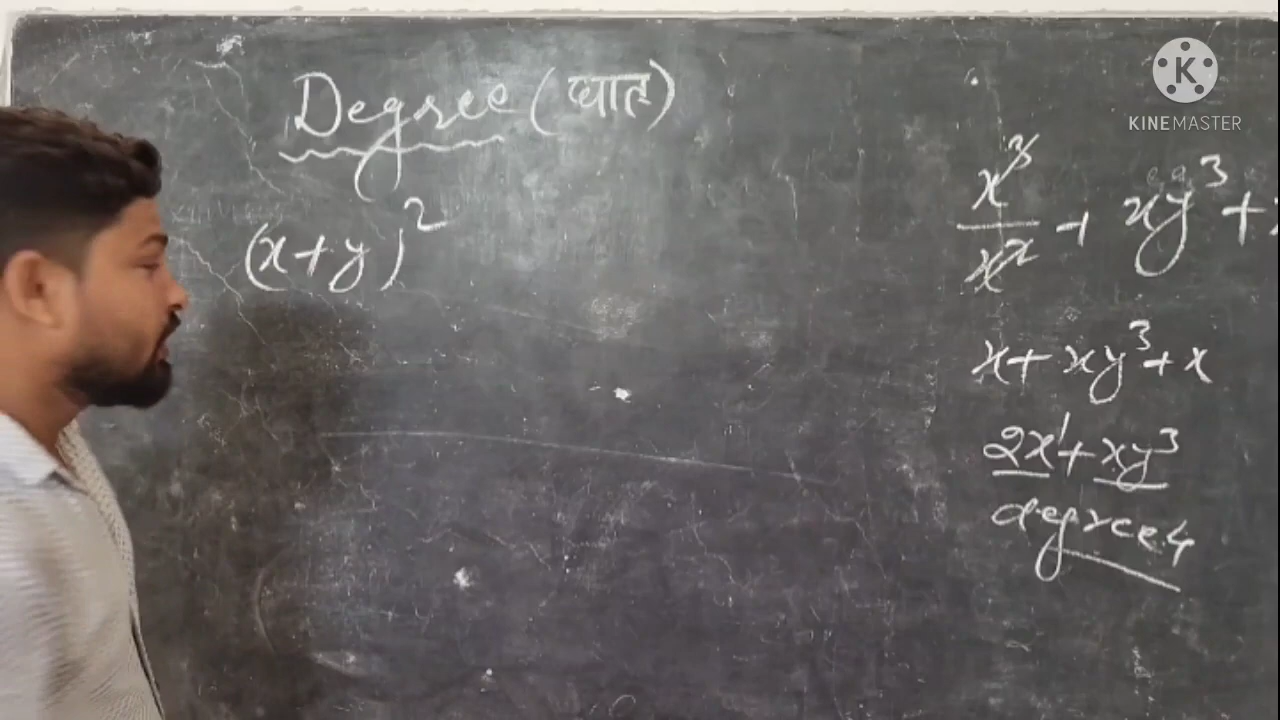 Degree (घात)
(x+y)²
x³/x² + xy³ +
x + xy³ + x
2x¹ + xy³
degree 4
KINEMASTER